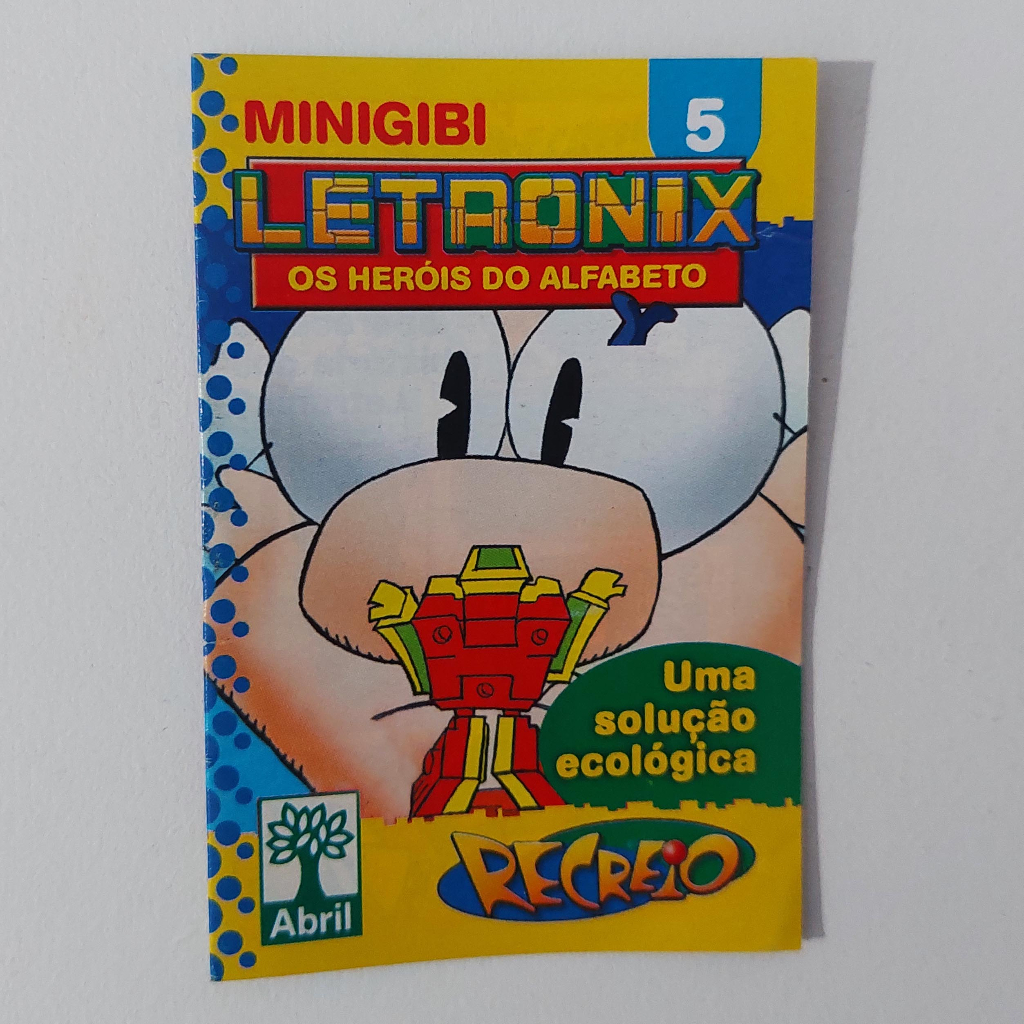 MINIGIBI
5
LETRONIX
OS HERÓIS DO ALFABETO
Uma
solução
ecológica
Abril
RECREIO